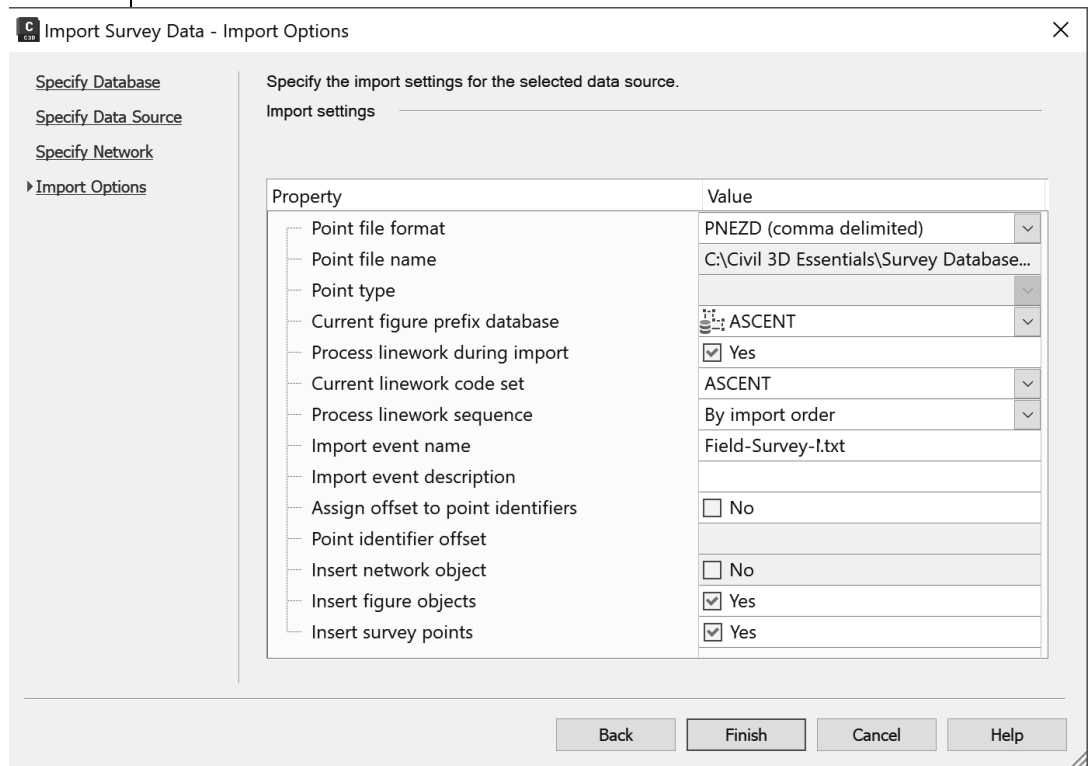 C
C3D
Import Survey Data - Import Options
Specify Database
Specify Data Source
Specify Network
Import Options
Specify the import settings for the selected data source.
Import settings
Property Value
Point file format PNEZD (comma delimited)
Point file name C:\Civil 3D Essentials\Survey Database...
Point type
Current figure prefix database ASCENT
Process linework during import Yes
Current linework code set ASCENT
Process linework sequence By import order
Import event name
Import event description
Assign offset to point identifiers No
Point identifier offset
Insert network object No
Insert figure objects Yes
Insert survey points Yes
Back Finish Cancel Help